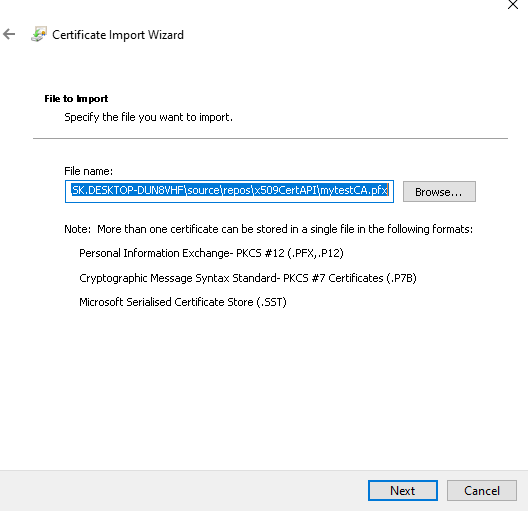 Certificate Import Wizard
File to Import
Specify the file you want to import.
File name:
SK.DESKTOP-DUN8VHF\source\repos\x509CertAPI\mytestCA.pfx
Browse...
Note: More than one certificate can be stored in a single file in the following formats:
Personal Information Exchange- PKCS #12 (.PFX,.P12)
Cryptographic Message Syntax Standard- PKCS #7 Certificates (.P7B)
Microsoft Serialised Certificate Store (.SST)
Next
Cancel